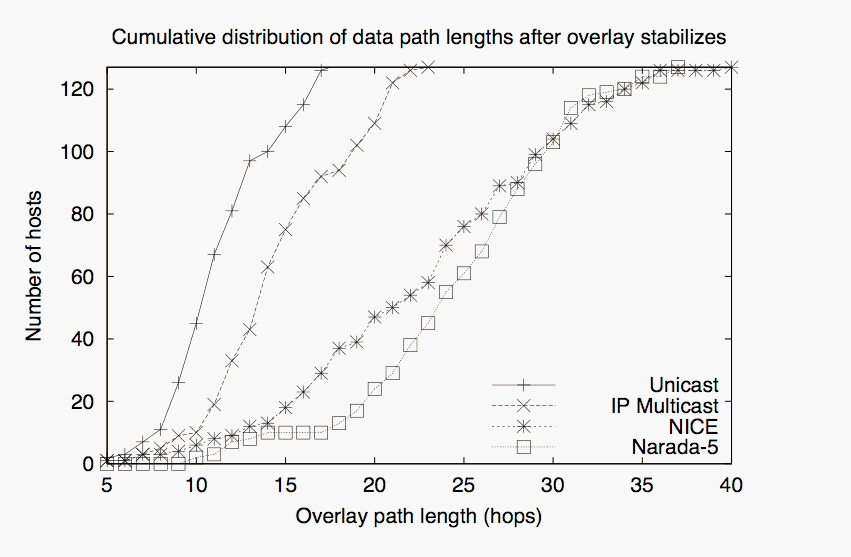 Cumulative distribution of data path lengths after overlay stabilizes
120
100
80
60
40
20
0
Number of hosts
Unicast
IP Multicast
NICE
Narada-5
5 10 15 20 25 30 35 40
Overlay path length (hops)